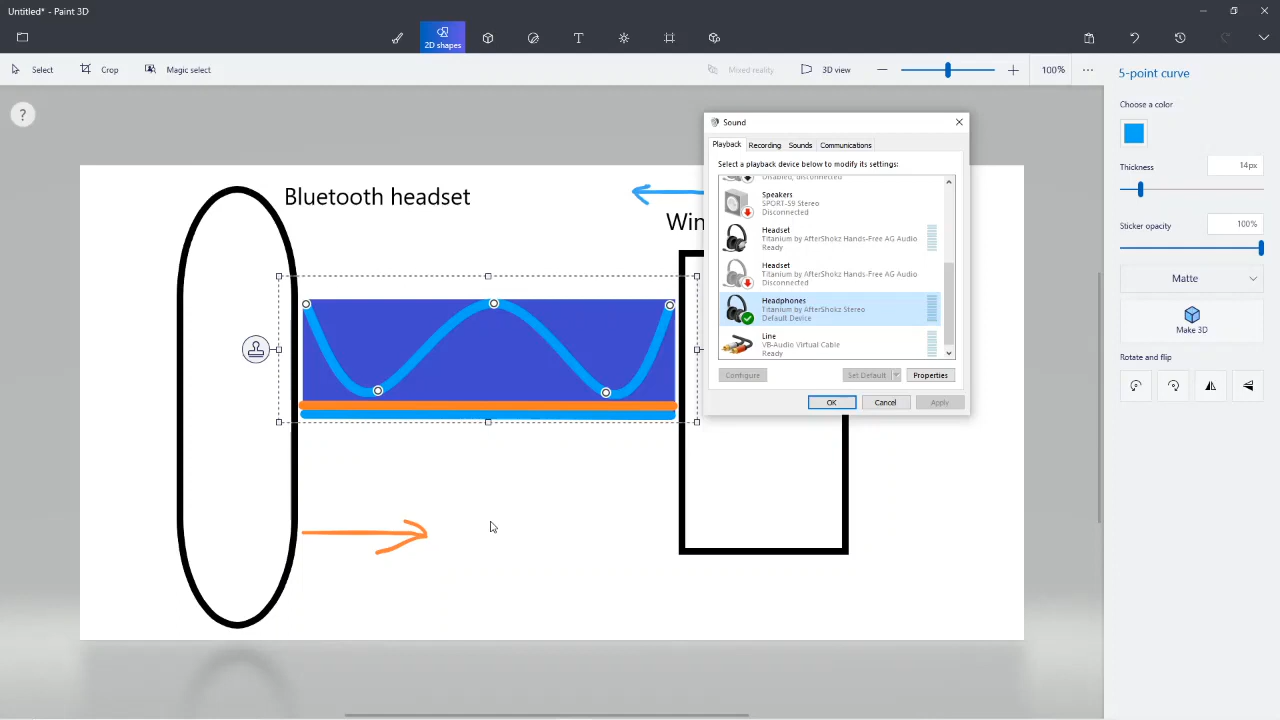 Untitled* - Paint 3D
2D shapes
Select
Crop
Magic select
Mixed reality
3D view
100%
5-point curve
?
Choose a color
Thickness
14px
Sticker opacity
100%
Matte
Make 3D
Rotate and flip
Bluetooth headset
Win
Sound
Playback
Recording
Sounds
Communications
Select a playback device below to modify its settings:
Disabled, disconnected
Speakers
SPORT-S9 Stereo
Disconnected
Headset
Titanium by AfterShokz Hands-Free AG Audio
Ready
Headset
Titanium by AfterShokz Hands-Free AG Audio
Disconnected
Headphones
Titanium by AfterShokz Stereo
Default Device
Line
VB-Audio Virtual Cable
Ready
Configure
Set Default
Properties
OK
Cancel
Apply